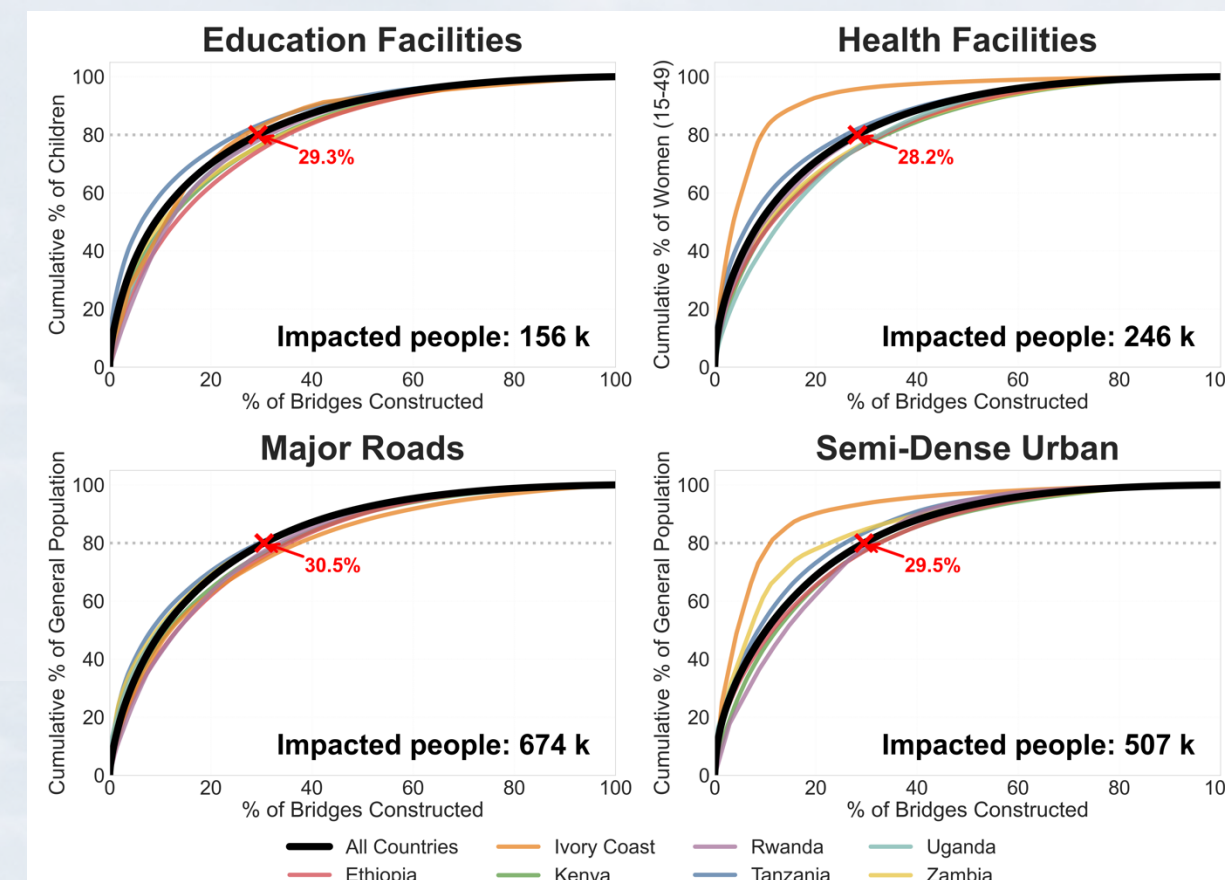 Education Facilities
Cumulative % of Children
100
80
60
40
20
0
29.3%
Impacted people: 156 k
0 20 40 60 80 100
% of Bridges Constructed
Health Facilities
Cumulative % of Women (15-49)
100
80
60
40
20
0
28.2%
Impacted people: 246 k
0 20 40 60 80 10
% of Bridges Constructed
Major Roads
Cumulative % of General Population
100
80
60
40
20
0
30.5%
Impacted people: 674 k
0 20 40 60 80 100
% of Bridges Constructed
Semi-Dense Urban
Cumulative % of General Population
100
80
60
40
20
0
29.5%
Impacted people: 507 k
0 20 40 60 80 10
% of Bridges Constructed
All Countries Ivory Coast Rwanda Uganda
Ethiopia Kenya Tanzania Zambia